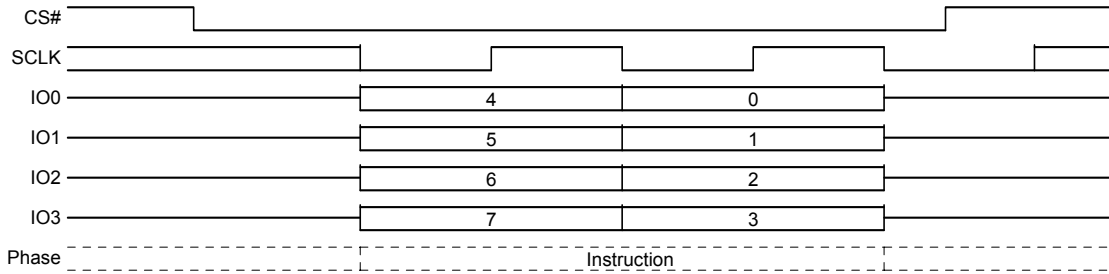 CS#
SCLK
IO0 4 0
IO1 5 1
IO2 6 2
IO3 7 3
Phase Instruction